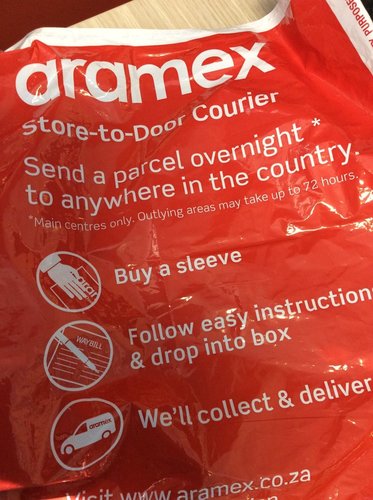 aramex
Store-to-Door Courier
Send a parcel overnight *
to anywhere in the country.
*Main centres only. Outlying areas may take up to 72 hours.
Buy a sleeve
Follow easy instructions
& drop into box
WAYBILL
We'll collect & deliver
aramex
Visit www.aramex.co.za
PURPOSE